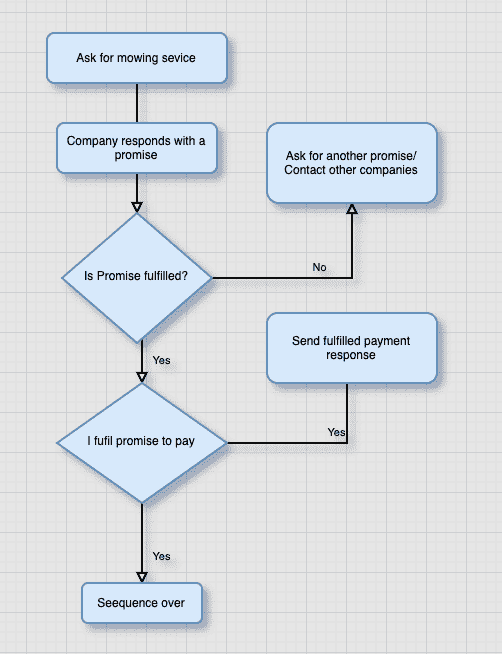 Ask for mowing sevice
Company responds with a
promise
Ask for another promise/
Contact other companies
Is Promise fulfilled?
No
Yes
Send fulfilled payment
response
I fufil promise to pay
Yes
Yes
Seequence over